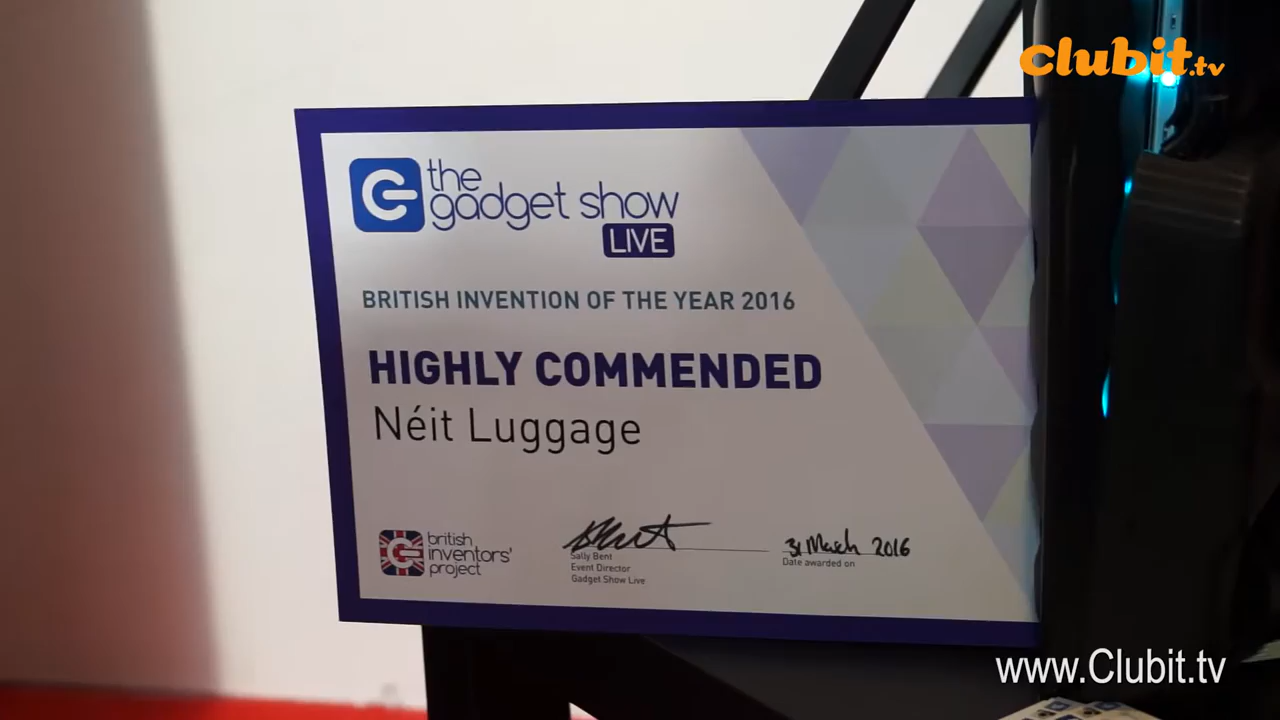 clubit.tv
the
gadget show
LIVE
BRITISH INVENTION OF THE YEAR 2016
HIGHLY COMMENDED
Néit Luggage
british
inventors'
project
Sally Bent
Event Director
Gadget Show Live
31 March 2016
Date awarded on
www.Clubit.tv